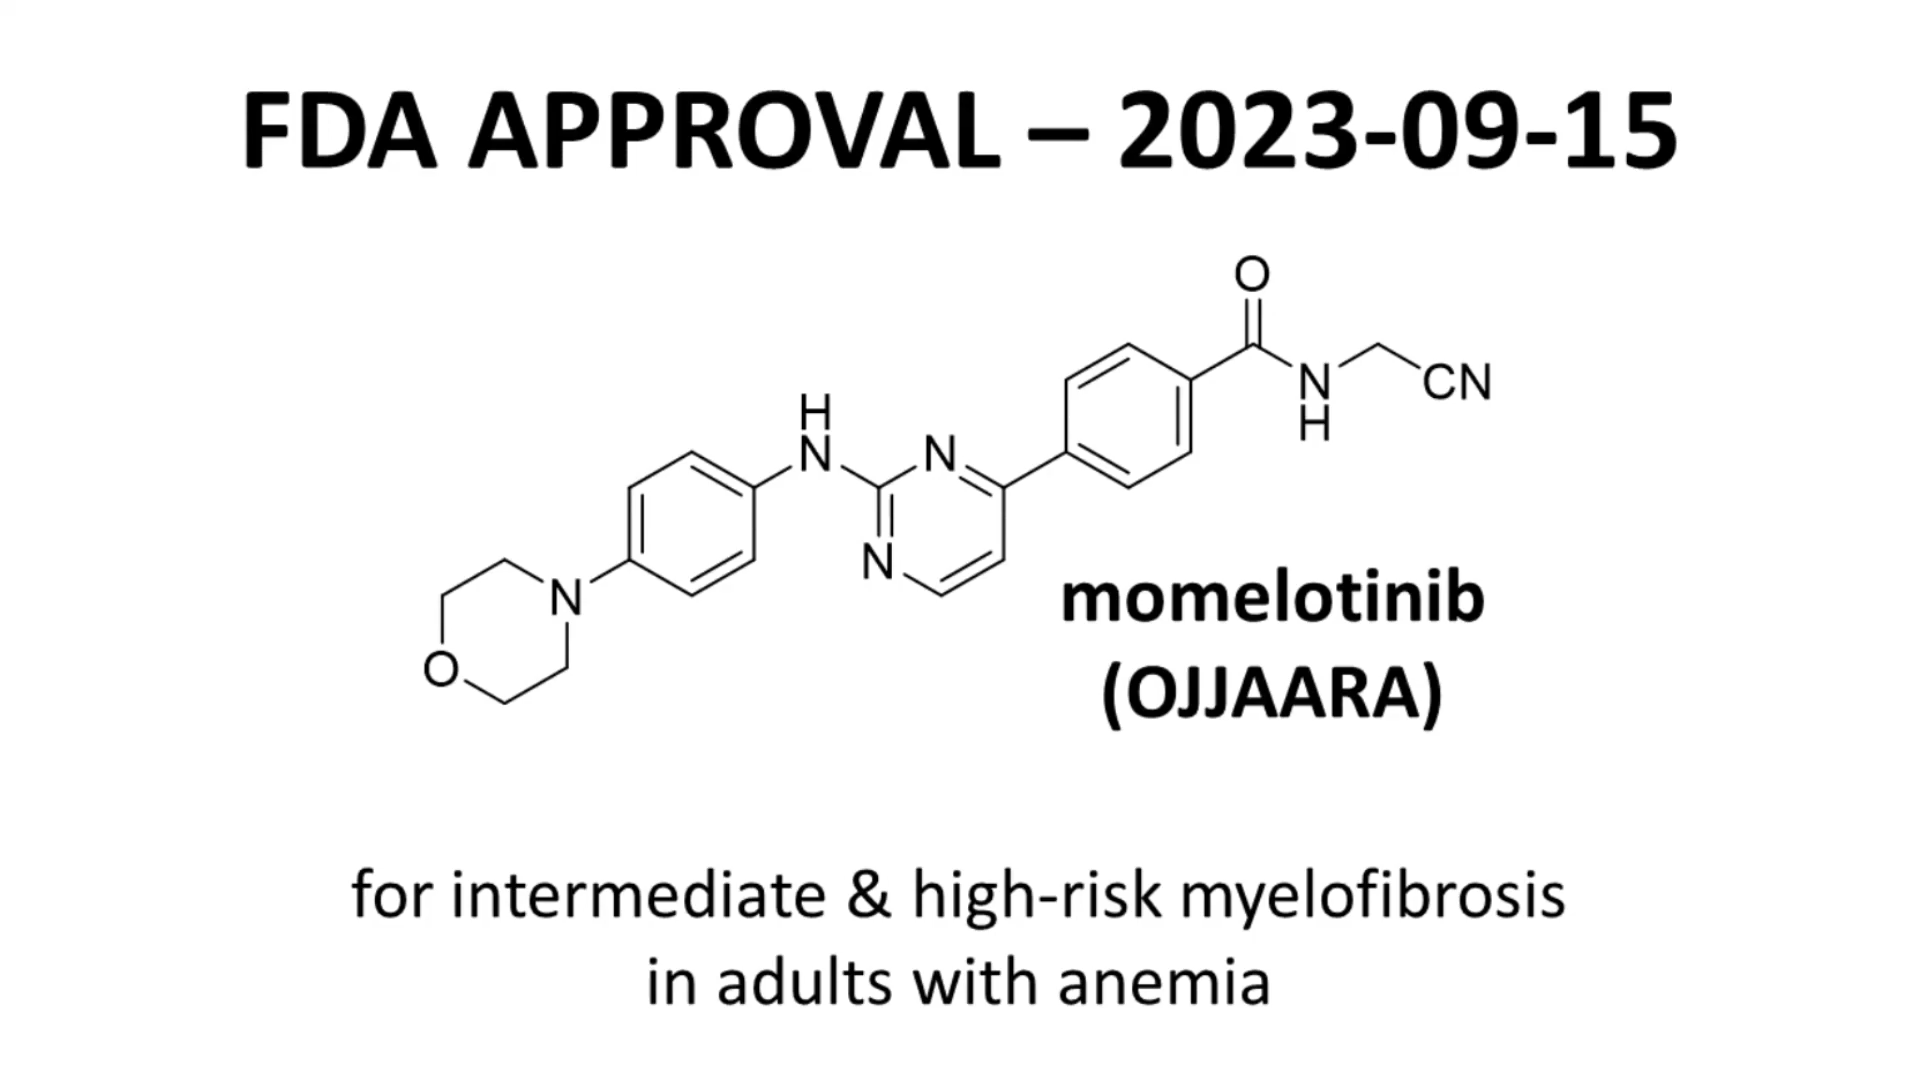 FDA APPROVAL – 2023-09-15
O
N
H
CN
H
N
N
N
N
O
momelotinib
(OJJAARA)
for intermediate & high-risk myelofibrosis
in adults with anemia